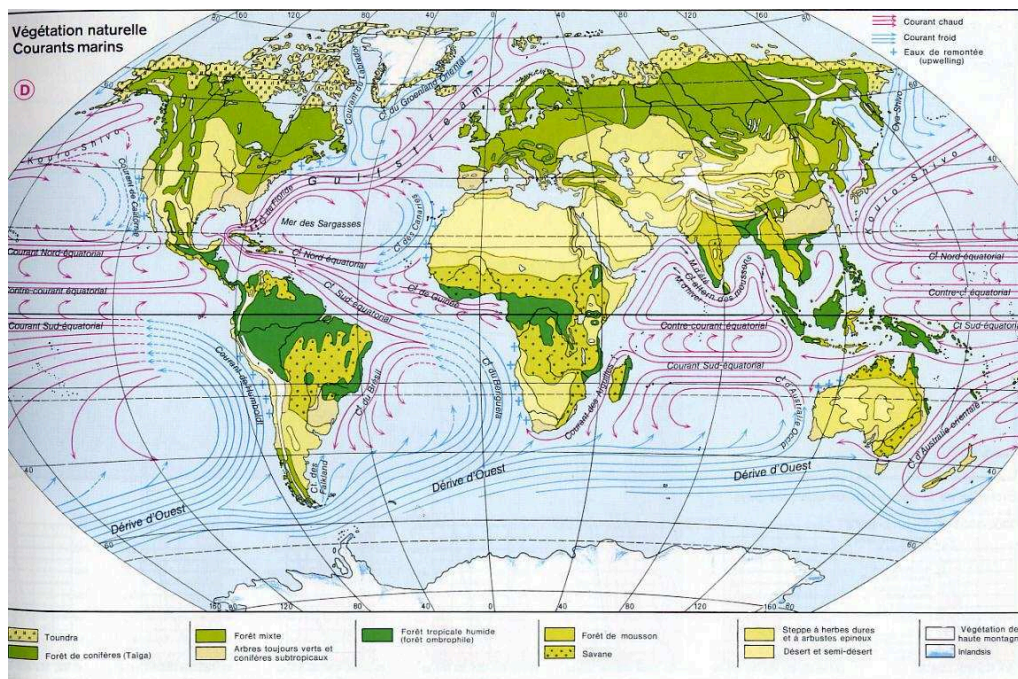 Végétation naturelle
Courants marins
D
Courant chaud
Courant froid
Eaux de remontée
(upwelling)
Courant du Labrador
Ct du Groenland Oriental
Oya-Shivo
Kouro-Shivo
Courant de Californie
Gulf Stream
Ct de Floride
Mer des Sargasses
Ct des Canaries
Kouro-Shivo
Courant Nord-équatorial
Ct Nord-équatorial
Ct Nord-équatorial
Contre-courant équatorial
Ct Sud-équatorial
Ct de Guinée
Contre-courant équatorial
Contre-ct équatorial
Courant Sud-équatorial
Courant Sud-équatorial
Ct Sud-équatorial
Courant de Humboldt
Ct du Brésil
Ct du Benguela
Courant des Aiguilles
Ct d'Australie Occid.
Ct d'Australie orientale
Ct. des
Falkland
Dérive d'Ouest
Dérive d'Ouest
Dérive d'Ouest
Toundra
Forêt de conifères (Taïga)
Forêt mixte
Arbres toujours verts et
conifères subtropicaux
Forêt tropicale humide
(forêt ombrophile)
Forêt de mousson
Savane
Steppe à herbes dures
et à arbustes épineux
Désert et semi-désert
Végétation de
haute montagn
Inlandsis